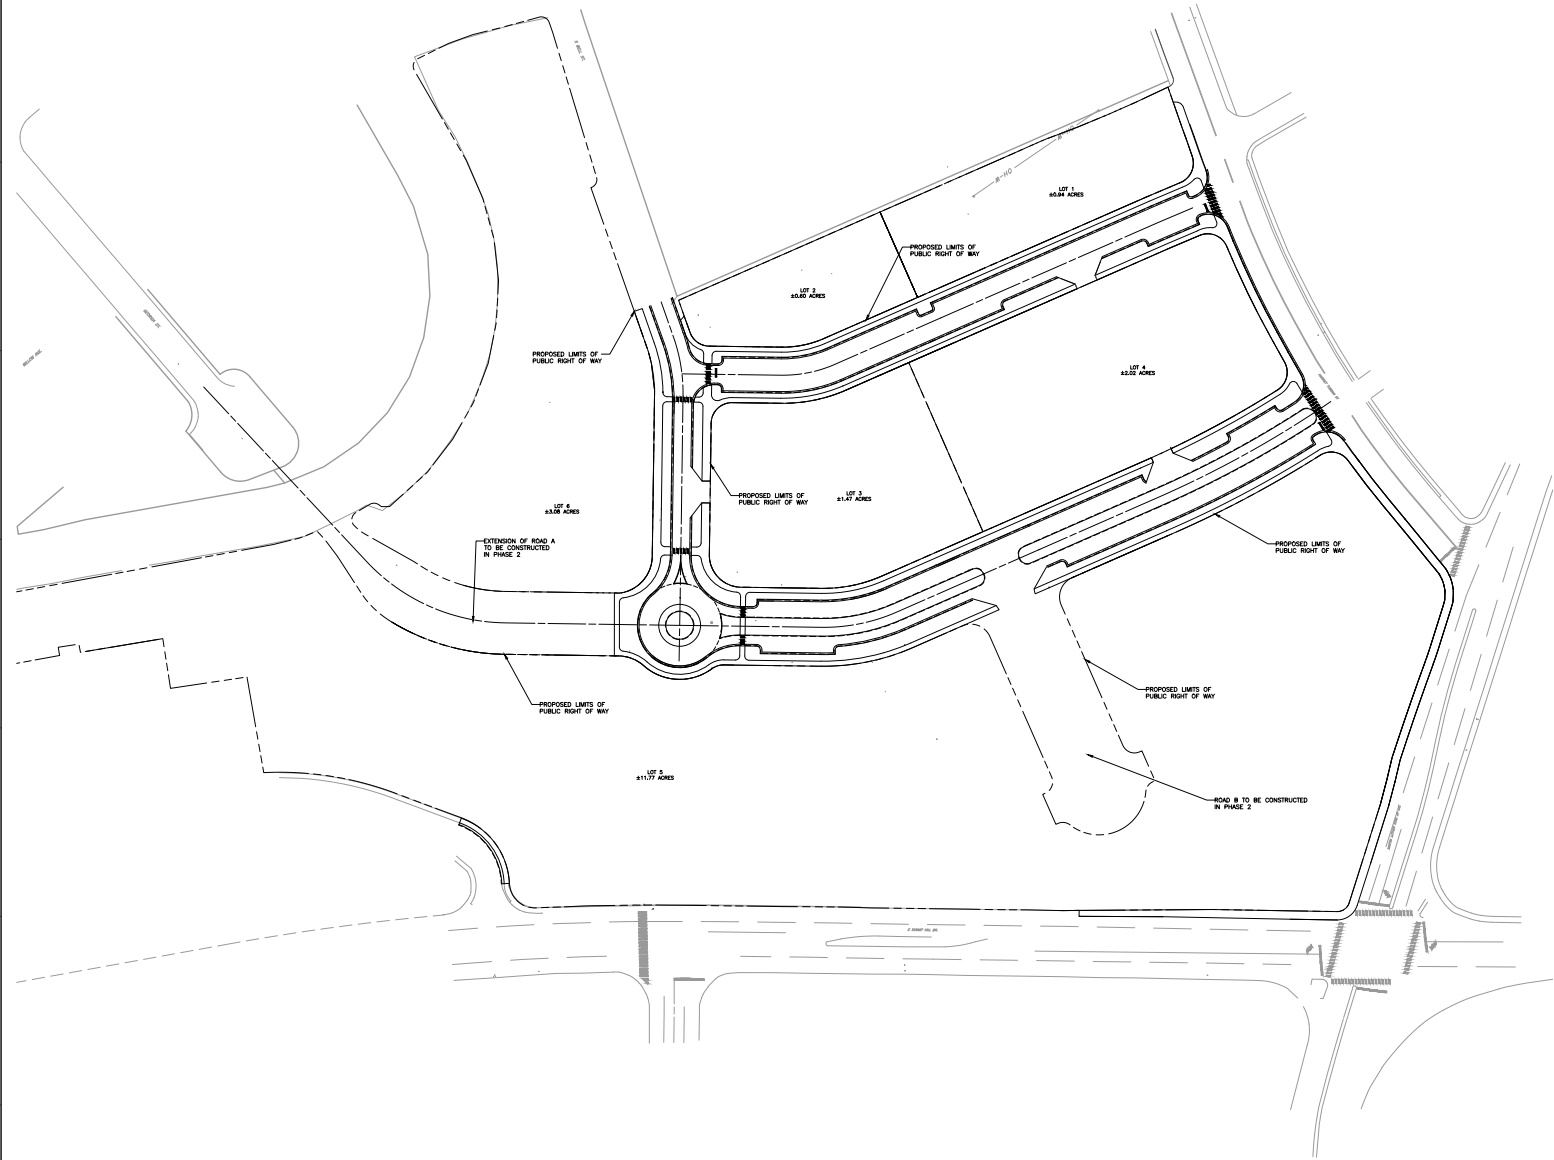 LOT 1
±0.94 ACRES
PROPOSED LIMITS OF
PUBLIC RIGHT OF WAY
LOT 2
±0.60 ACRES
PROPOSED LIMITS OF
PUBLIC RIGHT OF WAY
LOT 4
±2.02 ACRES
LOT 3
±1.47 ACRES
PROPOSED LIMITS OF
PUBLIC RIGHT OF WAY
LOT 6
±3.08 ACRES
EXTENSION OF ROAD A
TO BE CONSTRUCTED
IN PHASE 2
PROPOSED LIMITS OF
PUBLIC RIGHT OF WAY
PROPOSED LIMITS OF
PUBLIC RIGHT OF WAY
PROPOSED LIMITS OF
PUBLIC RIGHT OF WAY
LOT 5
±11.77 ACRES
ROAD B TO BE CONSTRUCTED
IN PHASE 2